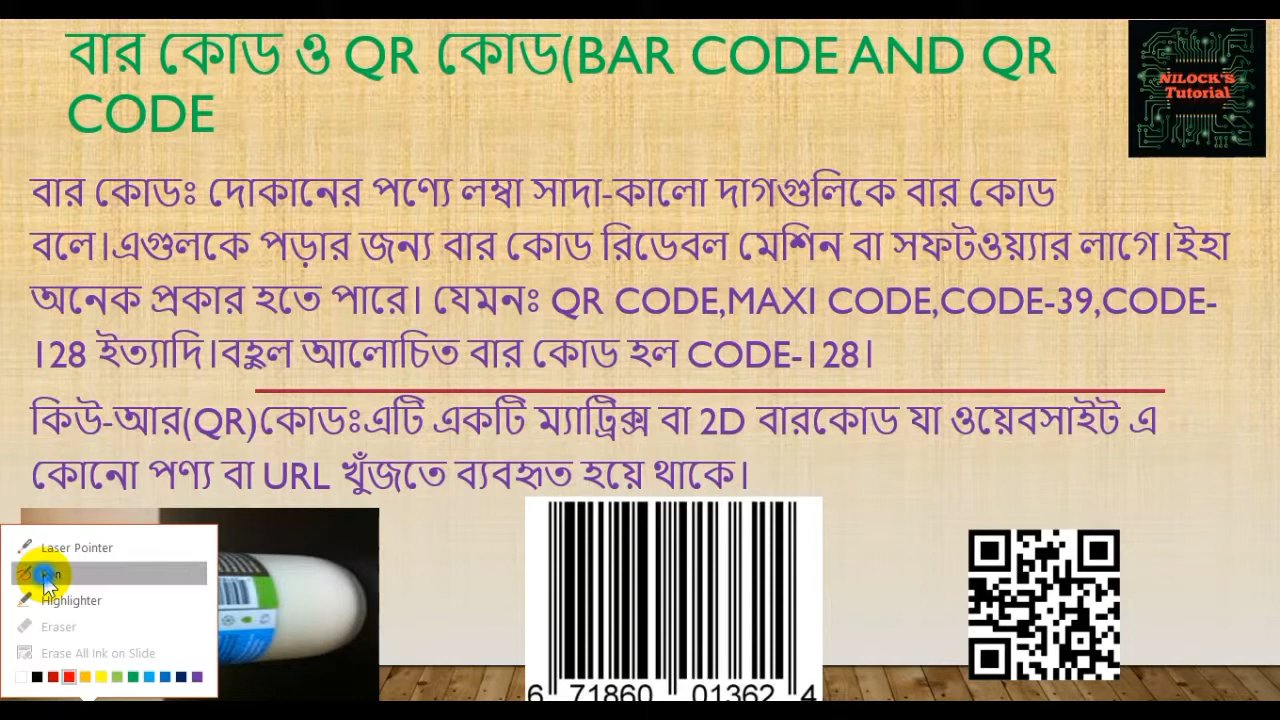 বার কোড ও QR কোড(BAR CODE AND QR
CODE
NILOCK'S
Tutorial
বার কোডঃ দোকানের পণ্যে লম্বা সাদা-কালো দাগগুলিকে বার কোড
বলে।এগুলকে পড়ার জন্য বার কোড রিডেবল মেশিন বা সফটওয়্যার লাগে।ইহা
অনেক প্রকার হতে পারে। যেমনঃ QR CODE,MAXI CODE,CODE-39,CODE-
128 ইত্যাদি।বহুল আলোচিত বার কোড হল CODE-128।
কিউ-আর(QR)কোডঃএটি একটি ম্যাট্রিক্স বা 2D বারকোড যা ওয়েবসাইট এ
কোনো পণ্য বা URL খুঁজতে ব্যবহৃত হয়ে থাকে।
Laser Pointer
Highlighter
Eraser
Erase All Ink on Slide
6 71860 01362 4